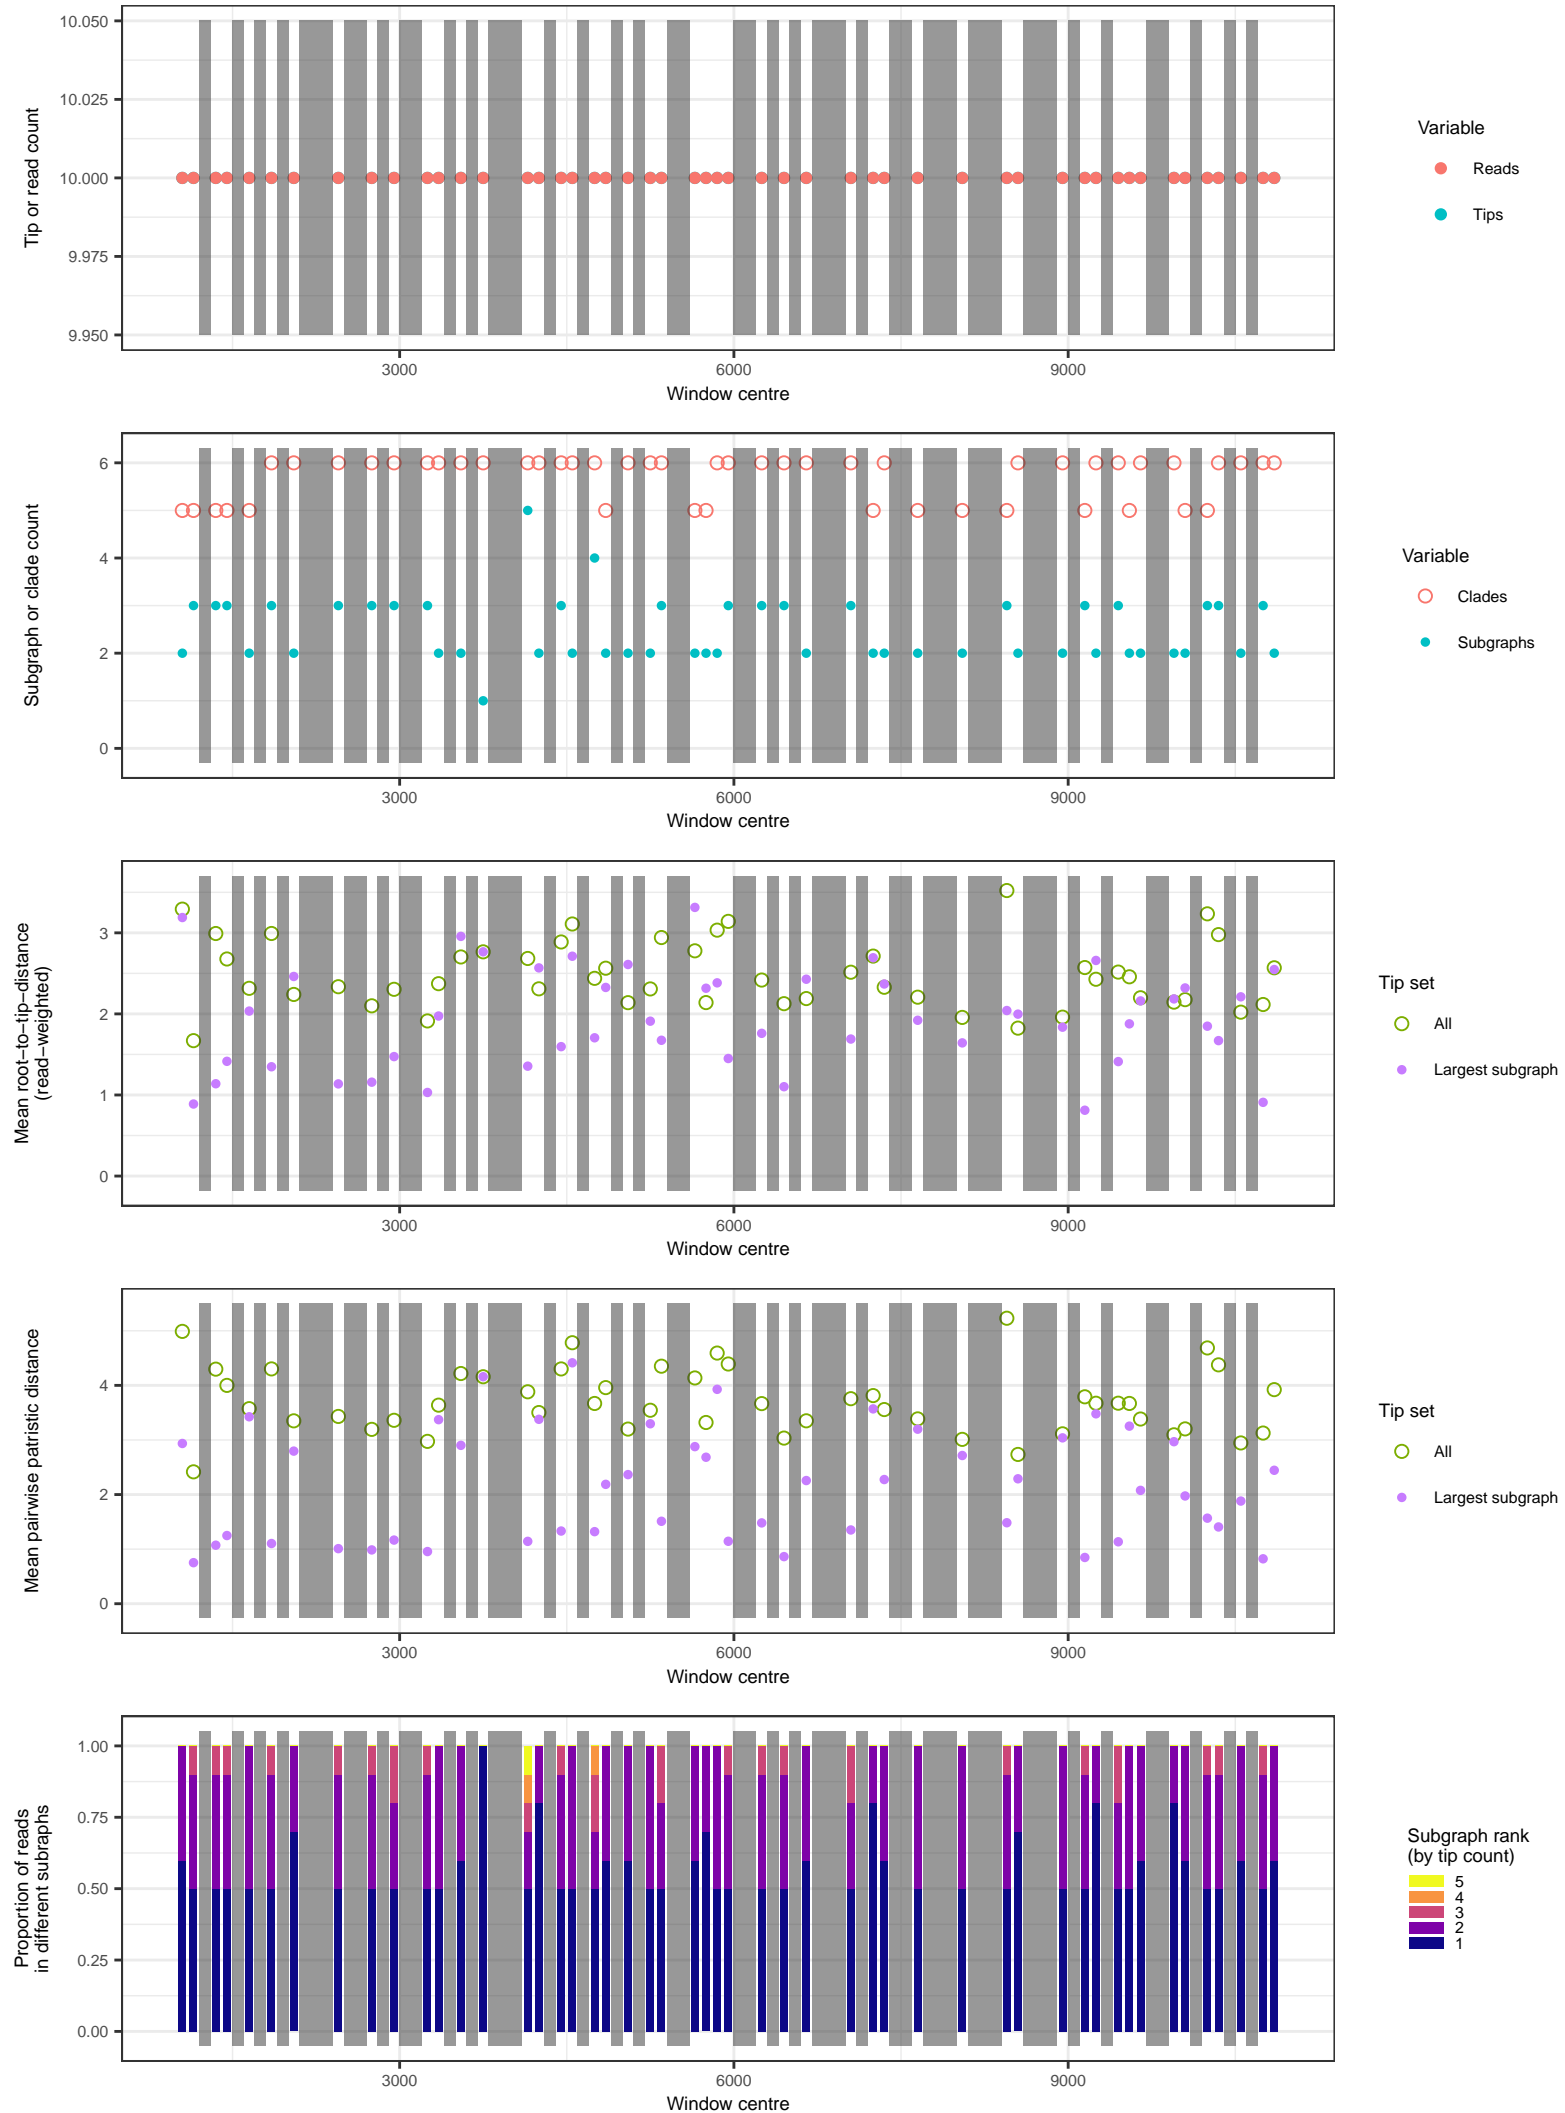 10.050
10.025
10.000
9.975
9.950
Tip or read count
3000
6000
9000
Window centre
Variable
Reads
Tips
6
4
2
0
Subgraph or clade count
3000
6000
9000
Window centre
Variable
Clades
Subgraphs
3
2
1
0
Mean root−to−tip−distance
(read−weighted)
3000
6000
9000
Window centre
Tip set
All
Largest subgraph
4
2
0
Mean pairwise patristic distance
3000
6000
9000
Window centre
Tip set
All
Largest subgraph
1.00
0.75
0.50
0.25
0.00
Proportion of reads
in different subraphs
3000
6000
9000
Window centre
Subgraph rank
(by tip count)
5
4
3
2
1